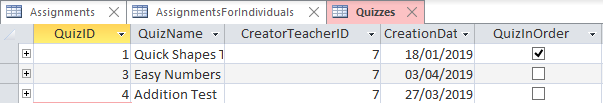 Assignments AssignmentsForIndividuals Quizzes
QuizID QuizName CreatorTeacherID CreationDat QuizInOrder
1 Quick Shapes T 7 18/01/2019
3 Easy Numbers 7 03/04/2019
4 Addition Test 7 27/03/2019